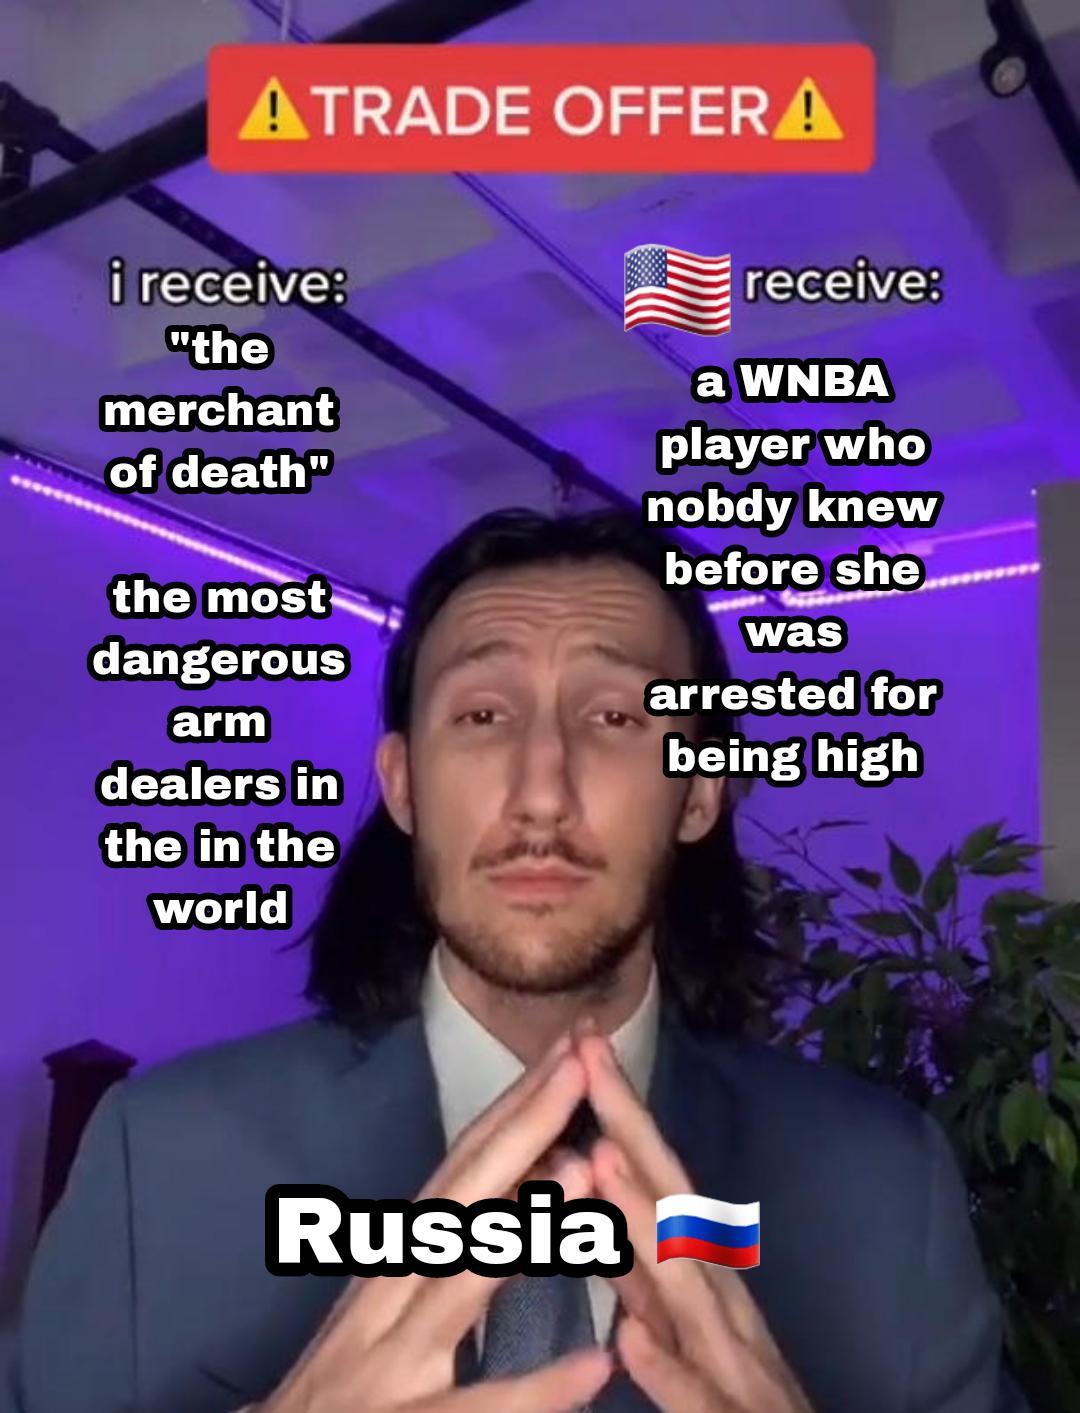 ⚠️TRADE OFFER⚠️
i receive:
"the
merchant
of death"
the most
dangerous
arm
dealers in
the in the
world
🇺🇸 receive:
a WNBA
player who
nobdy knew
before she
was
arrested for
being high
Russia 🇷🇺